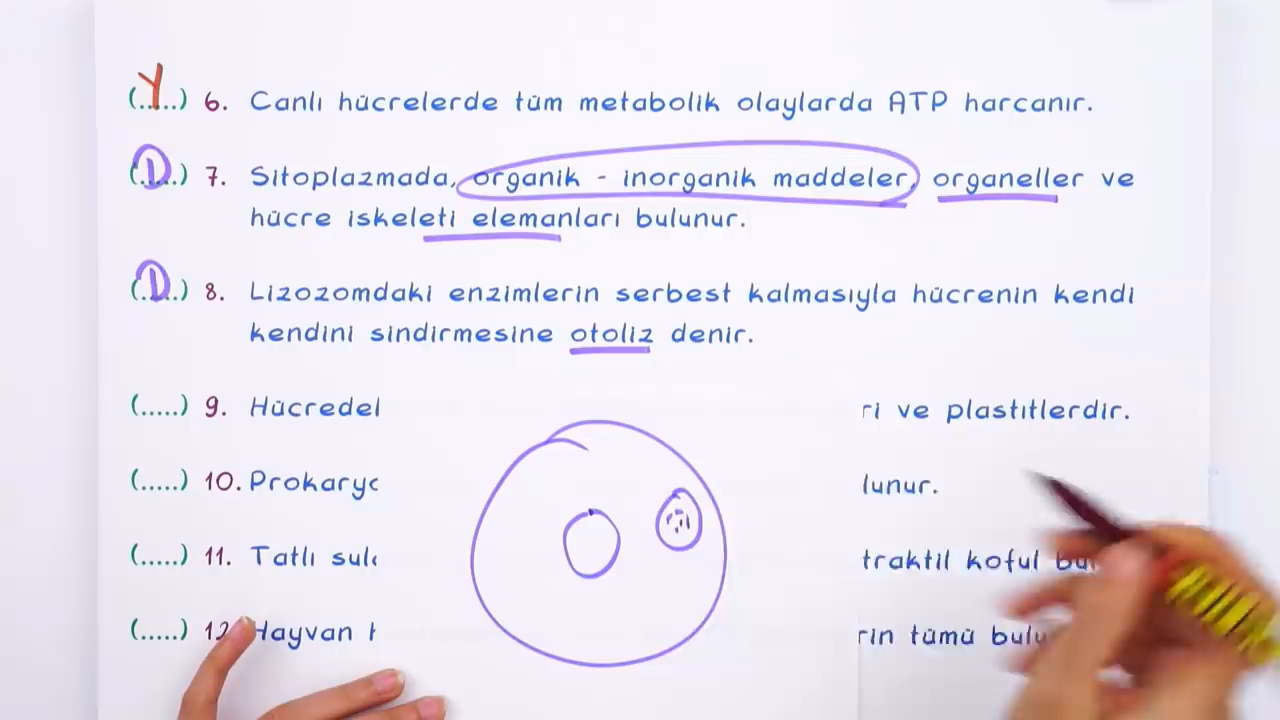 (Y) 6. Canlı hücrelerde tüm metabolik olaylarda ATP harcanır.
(D) 7. Sitoplazmada, organik - inorganik maddeler, organeller ve
hücre iskeleti elemanları bulunur.
(D) 8. Lizozomdaki enzimlerin serbest kalmasıyla hücrenin kendi
kendini sindirmesine otoliz denir.
(.....) 9. Hücredel ri ve plastitlerdir.
(.....) 10. Prokaryo lunur.
(.....) 11. Tatlı sul traktil koful
(.....) 12. Hayvan rin tümü